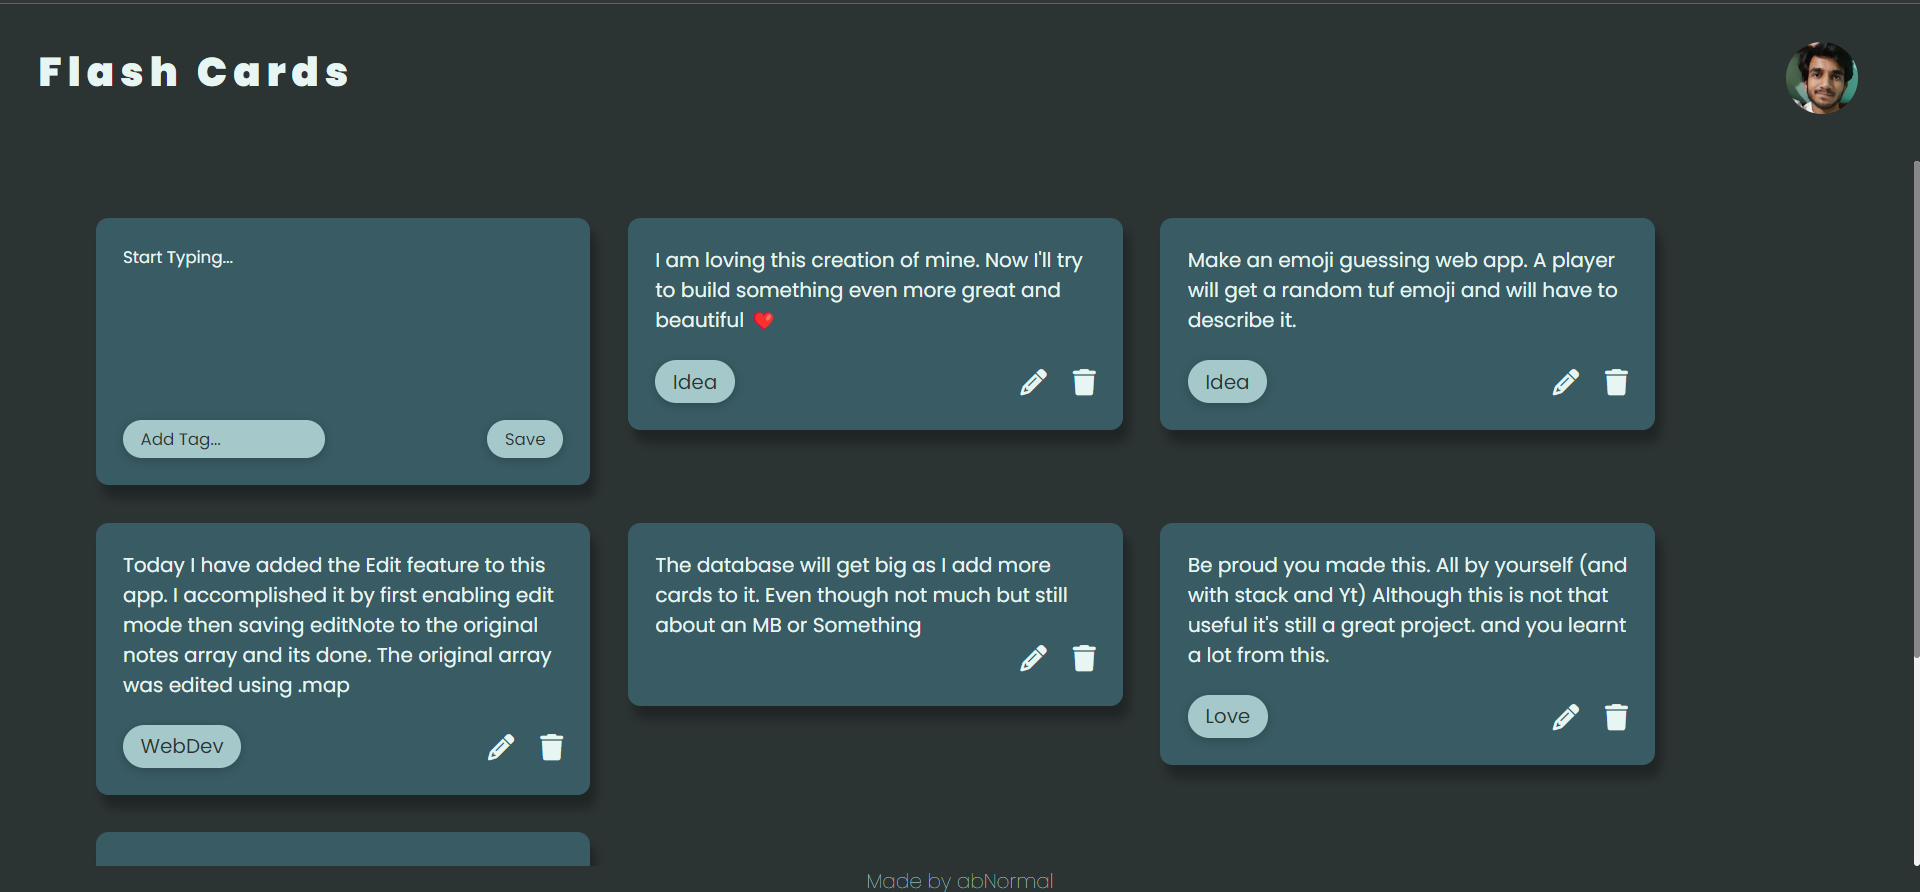 Flash Cards
Start Typing...
Add Tag...
Save
I am loving this creation of mine. Now I'll try
to build something even more great and
beautiful ❤️
Idea
Make an emoji guessing web app. A player
will get a random tuf emoji and will have to
describe it.
Idea
Today I have added the Edit feature to this
app. I accomplished it by first enabling edit
mode then saving editNote to the original
notes array and its done. The original array
was edited using .map
WebDev
The database will get big as I add more
cards to it. Even though not much but still
about an MB or Something
Be proud you made this. All by yourself (and
with stack and Yt) Although this is not that
useful it's still a great project. and you learnt
a lot from this.
Love
Made by abNormal